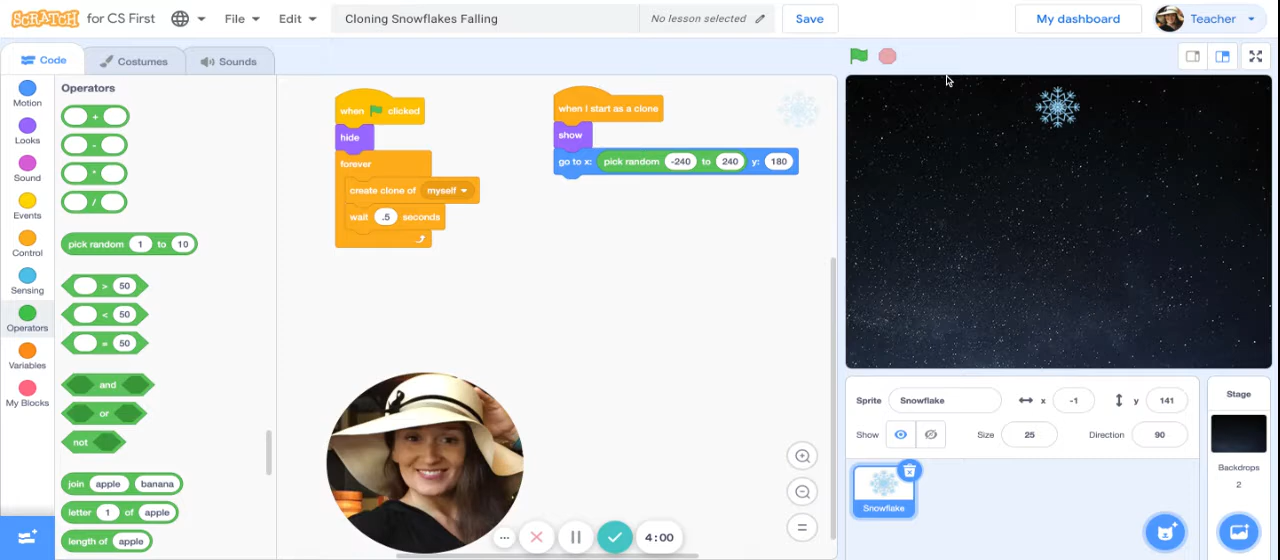 SCRATCH for CS First File Edit Cloning Snowflakes Falling No lesson selected Save My dashboard Teacher
Code Costumes Sounds
Motion
Looks
Sound
Events
Control
Sensing
Operators
Variables
My Blocks
Operators
+
-
*
/
pick random 1 to 10
> 50
< 50
= 50
and
or
not
join apple banana
letter 1 of apple
length of apple
when clicked
hide
forever
create clone of myself
wait .5 seconds
when I start as a clone
show
go to x: pick random -240 to 240 y: 180
4:00
Sprite Snowflake x -1 y 141
Show Size 25 Direction 90
Snowflake
Stage
Backdrops
2